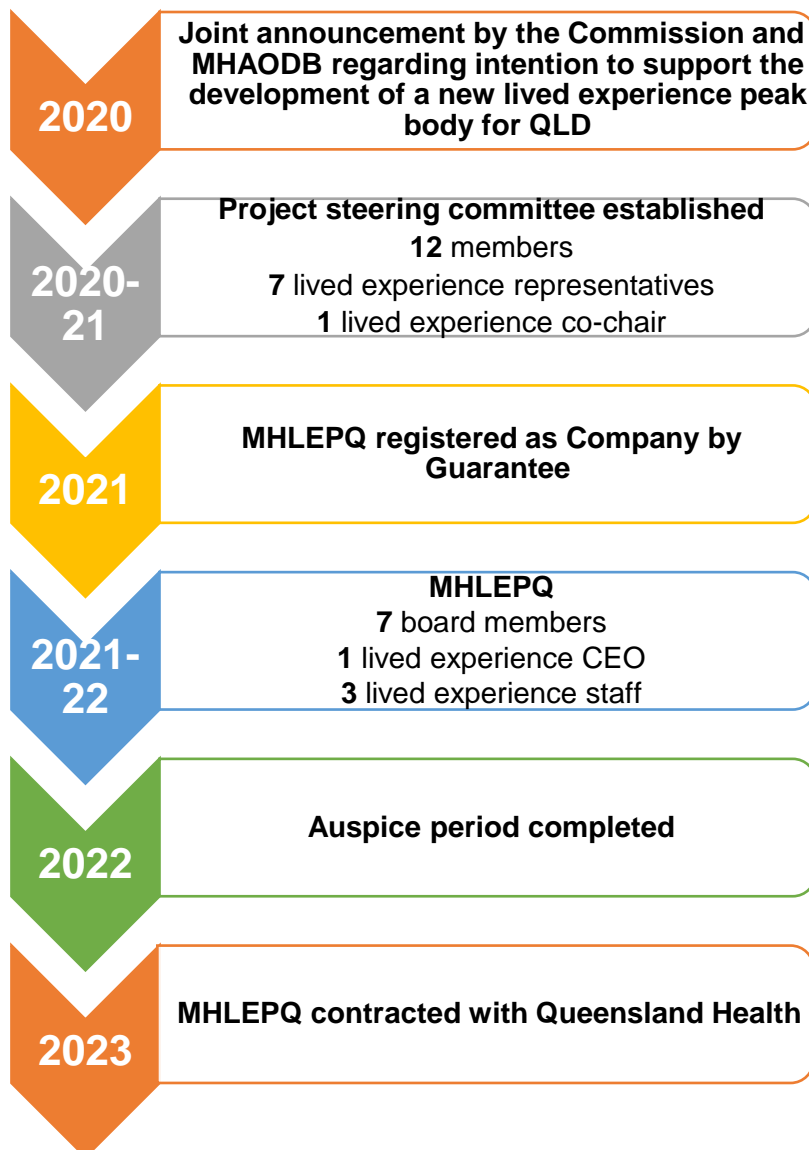 2020
Joint announcement by the Commission and
MHAODB regarding intention to support the
development of a new lived experience peak
body for QLD
2020-
21
Project steering committee established
12 members
7 lived experience representatives
1 lived experience co-chair
2021
MHLEPQ registered as Company by
Guarantee
2021-
22
MHLEPQ
7 board members
1 lived experience CEO
3 lived experience staff
2022
Auspice period completed
2023
MHLEPQ contracted with Queensland Health